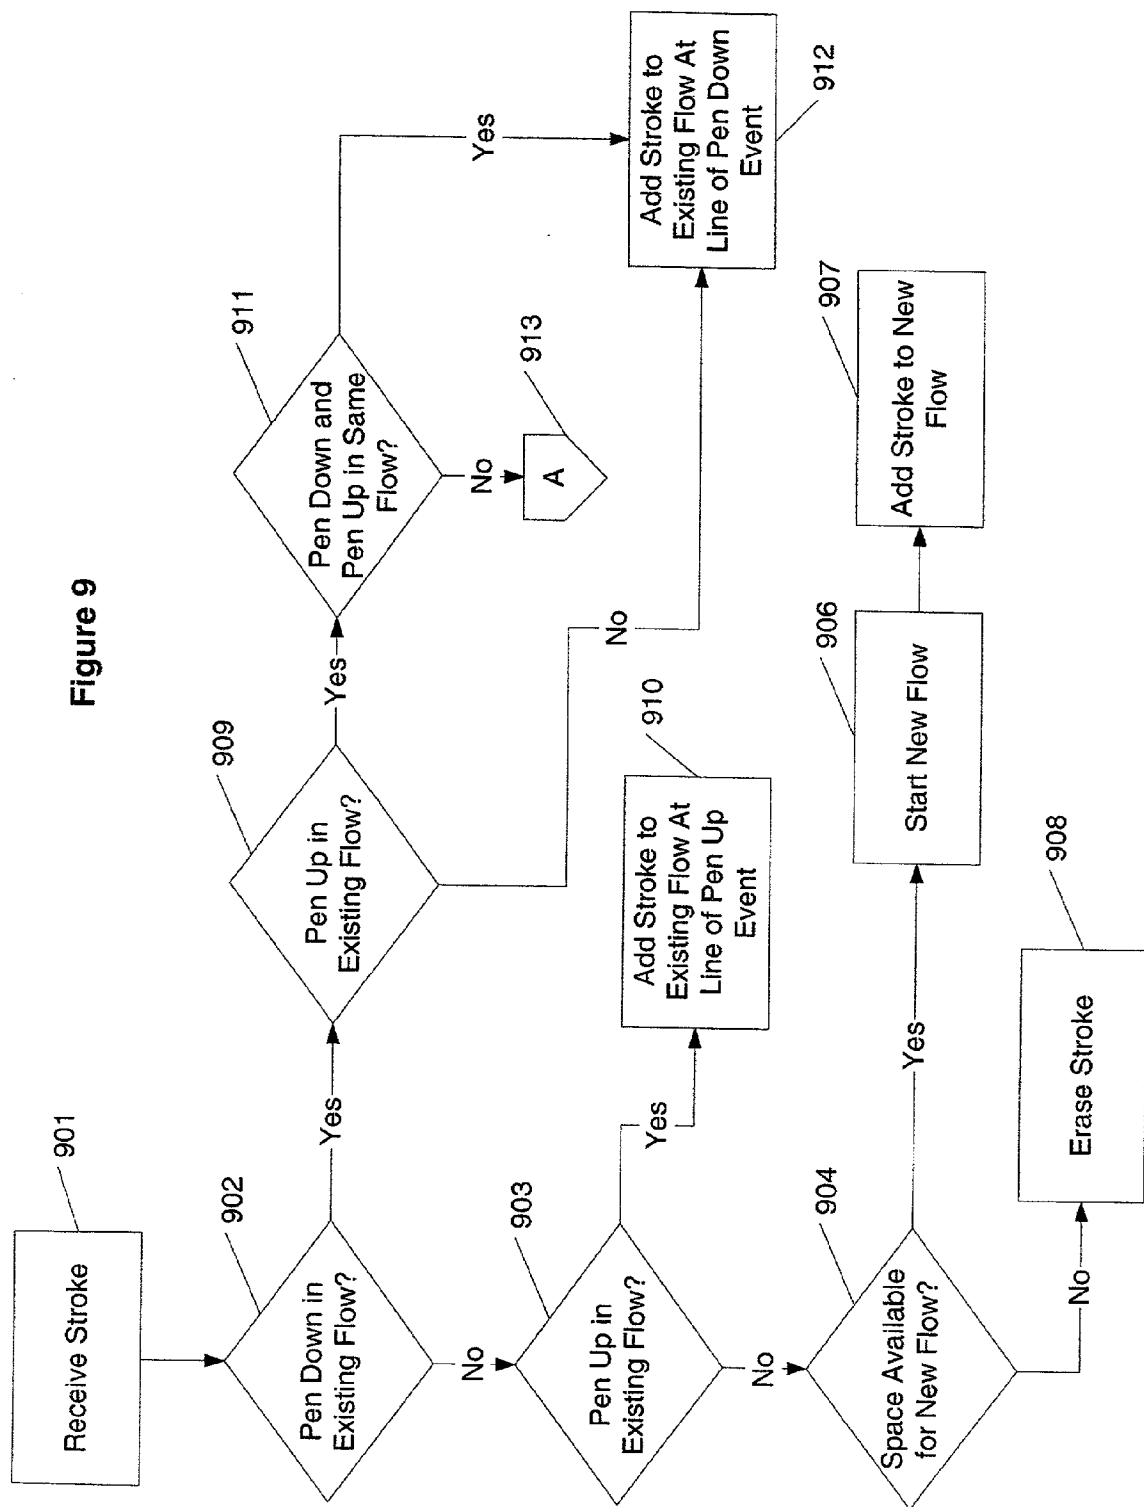 Figure 9
901
Receive Stroke
902
Pen Down in
Existing Flow?
Yes
No
909
Pen Up in
Existing Flow?
Yes
No
911
Pen Down and
Pen Up in Same
Flow?
Yes
No
913
A
Add Stroke to
Existing Flow At
Line of Pen Down
Event
912
903
Pen Up in
Existing Flow?
Yes
No
910
Add Stroke to
Existing Flow At
Line of Pen Up
Event
904
Space Available
for New Flow?
Yes
No
906
Start New Flow
907
Add Stroke to New
Flow
908
Erase Stroke